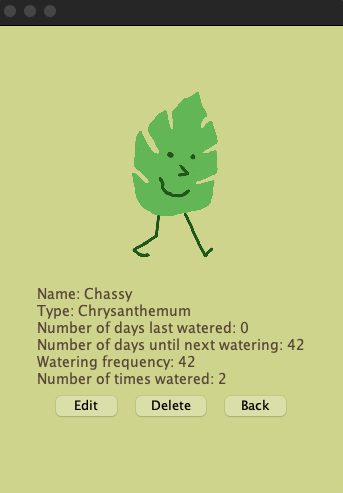 Name: Chassy
Type: Chrysanthemum
Number of days last watered: 0
Number of days until next watering: 42
Watering frequency: 42
Number of times watered: 2
Edit Delete Back